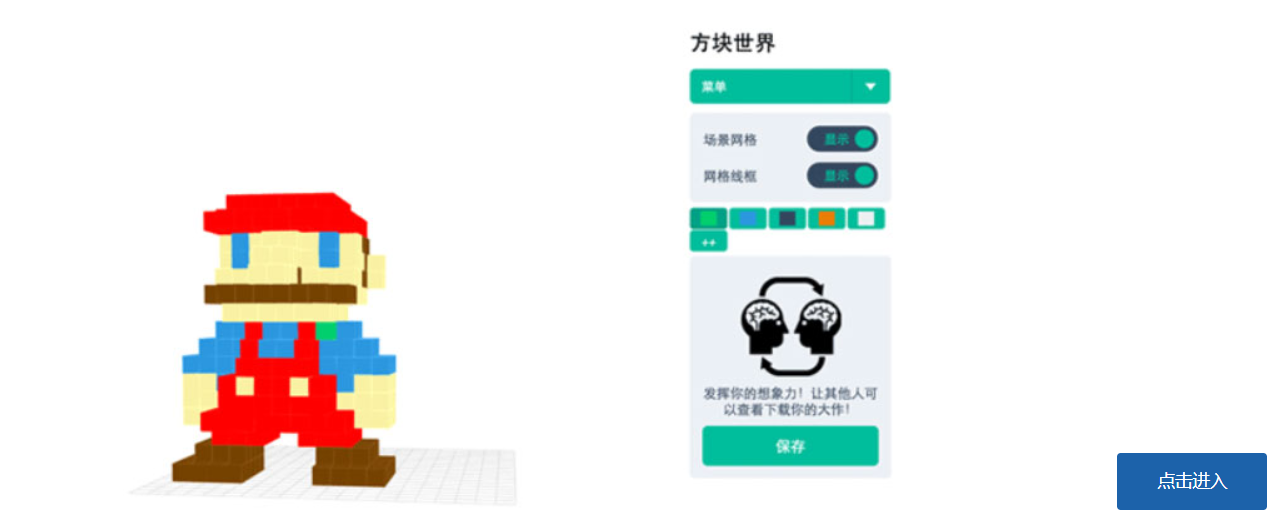 方块世界
菜单
场景网格 显示
网格线框 显示
++
发挥你的想象力！让其他人可
以查看下载你的大作！
保存
点击进入